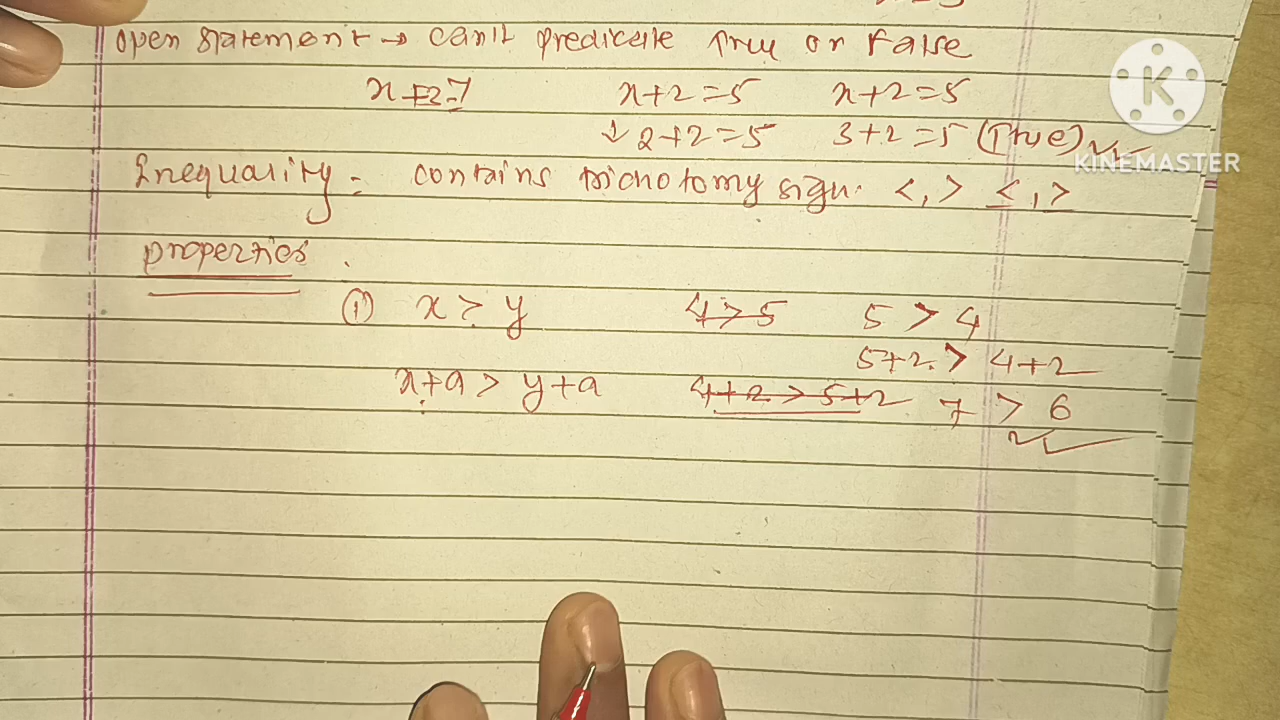 open statement → can't predicate true or False
x+2=7 x+2=5 x+2=5
↓ 2+2=5 3+2=5 (True)
K
KINEMASTER
Inequality = contains trichotomy sign. <, > ≤, ≥
properties.
① x > y 4>5 5 > 4
5+2 > 4+2
x+a > y+a 4+2 > 5+2 7 > 6